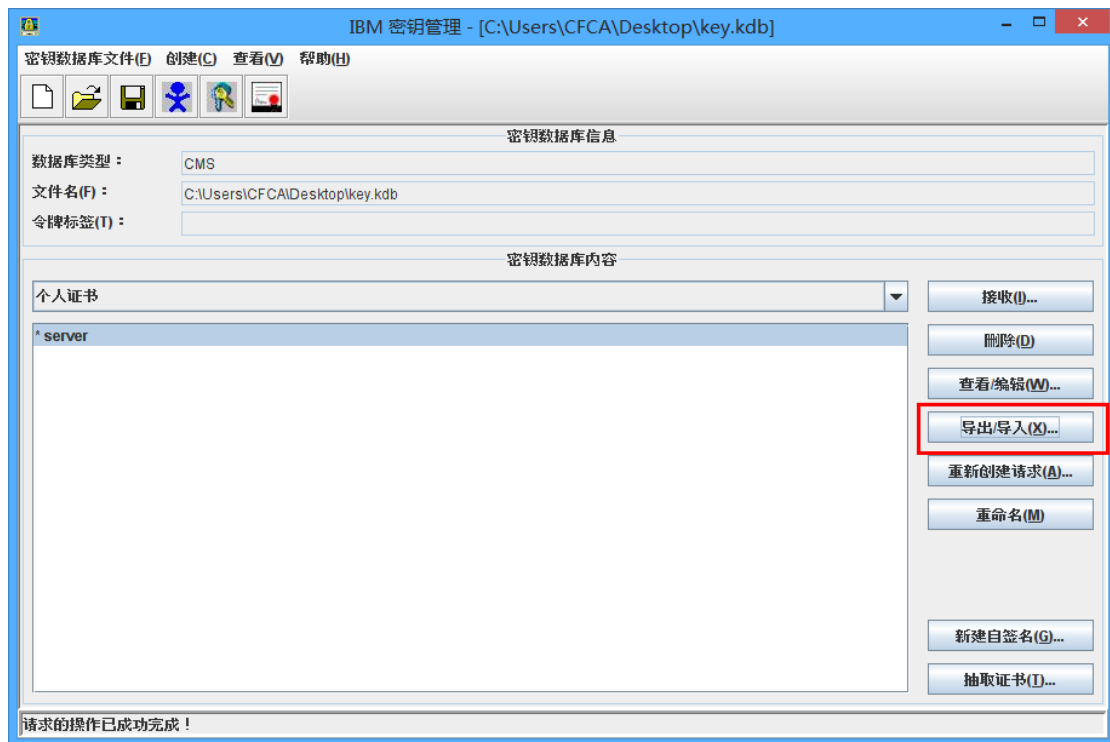 IBM 密钥管理 - [C:\Users\CFCA\Desktop\key.kdb]
密钥数据库文件(F) 创建(C) 查看(V) 帮助(H)
密钥数据库信息
数据库类型： CMS
文件名(F)： C:\Users\CFCA\Desktop\key.kdb
令牌标签(T)：
密钥数据库内容
个人证书
接收(I)...
* server
删除(D)
查看/编辑(W)...
导出/导入(X)...
重新创建请求(A)...
重命名(M)
新建自签名(G)...
抽取证书(T)...
请求的操作已成功完成！